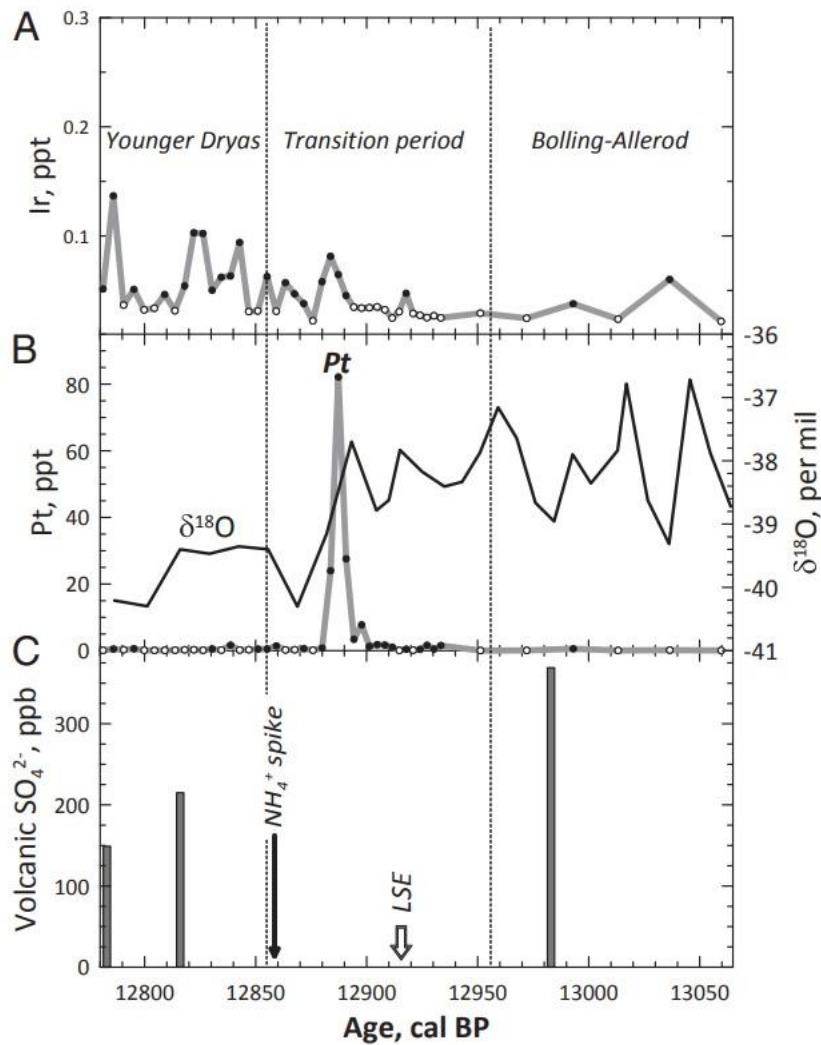 A
0.3
0.2
0.1
Ir, ppt
Younger Dryas
Transition period
Bolling-Allerod
B
80
60
40
20
0
Pt, ppt
Pt
δ¹⁸O
-36
-37
-38
-39
-40
-41
δ¹⁸O, per mil
C
300
200
100
0
Volcanic SO₄²⁻, ppb
NH₄⁺ spike
LSE
12800 12850 12900 12950 13000 13050
Age, cal BP